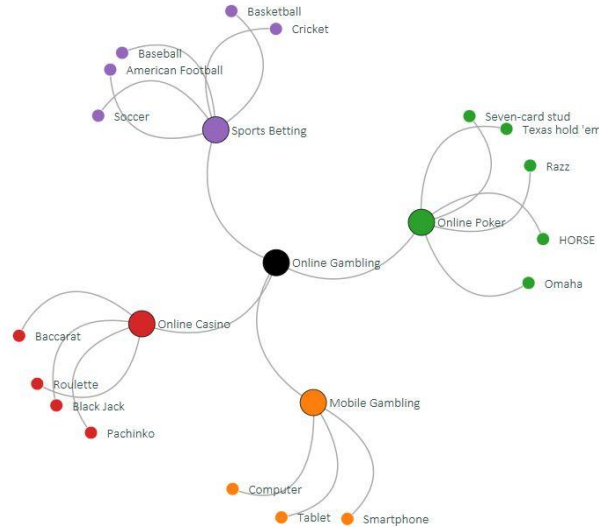 Basketball
Cricket
Baseball
American Football
Soccer
Sports Betting
Seven-card stud
Texas hold 'em
Razz
Online Poker
HORSE
Online Gambling
Omaha
Online Casino
Baccarat
Roulette
Black Jack
Pachinko
Mobile Gambling
Computer
Tablet
Smartphone